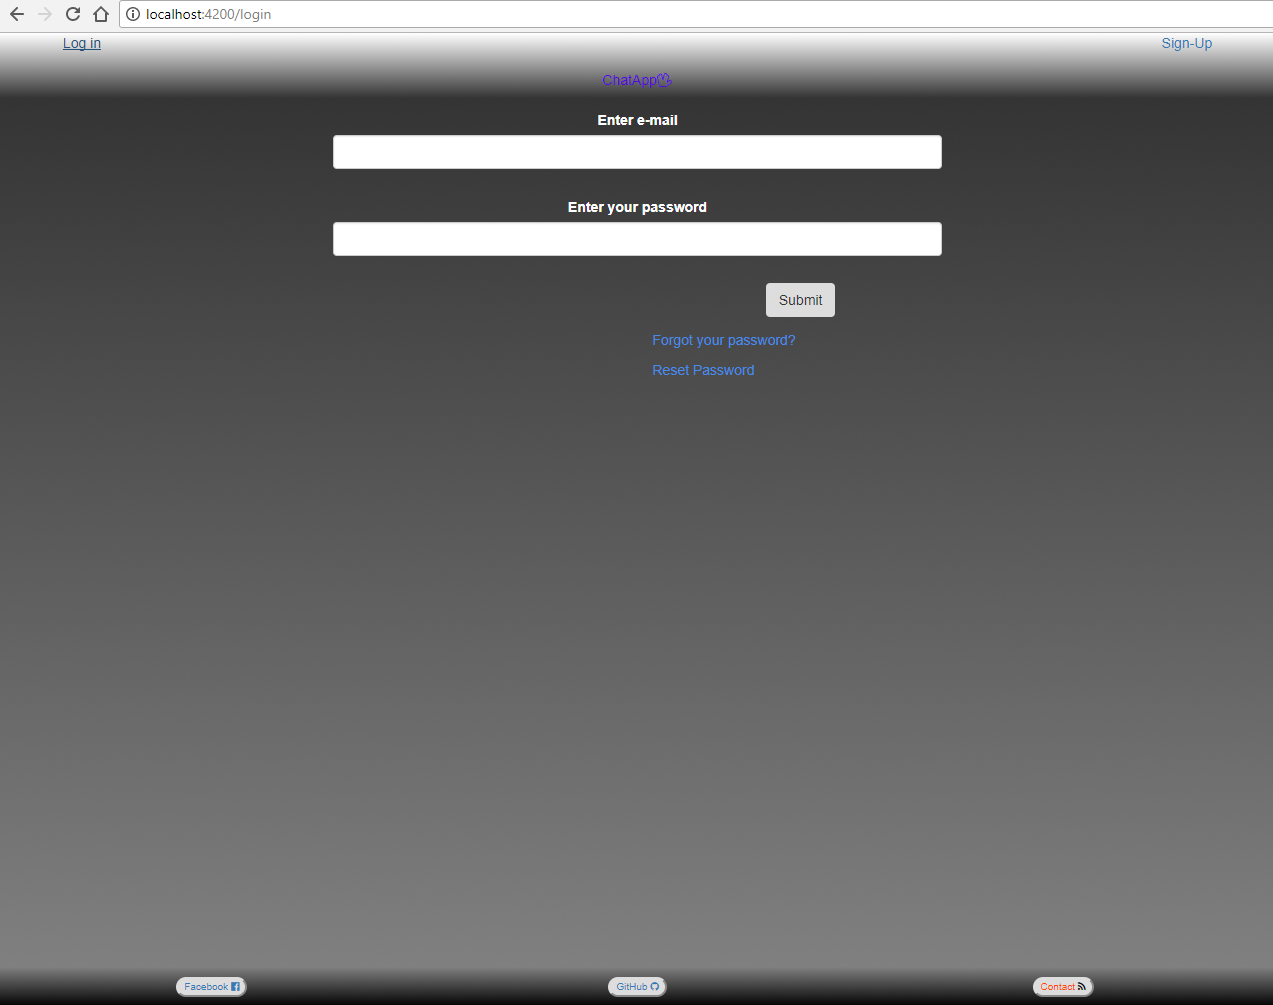 localhost:4200/login
Log in Sign-Up
ChatApp
Enter e-mail
Enter your password
Submit
Forgot your password?
Reset Password
Facebook GitHub Contact